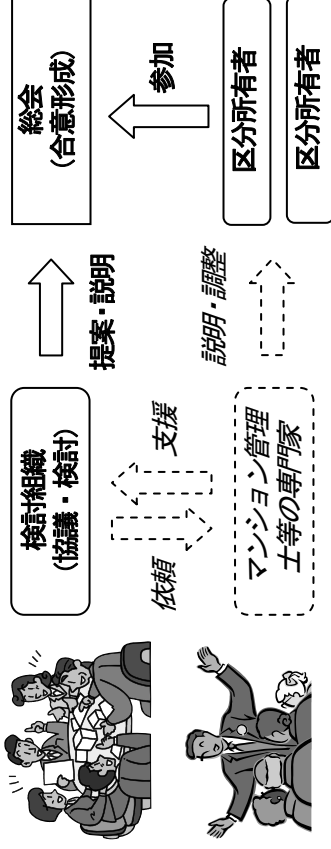 検討組織
(協議・検討)
提案・説明
総会
(合意形成)
依頼
支援
参加
マンション管理
士等の専門家
説明・調整
区分所有者
区分所有者